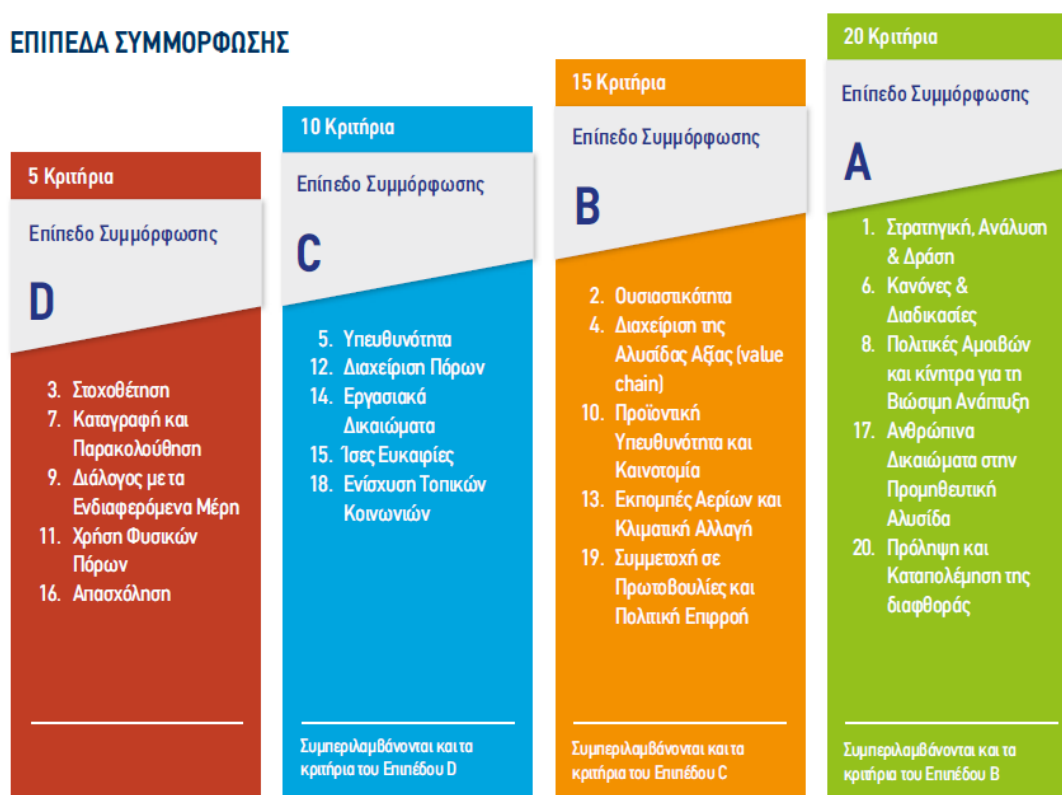 ΕΠΙΠΕΔΑ ΣΥΜΜΟΡΦΩΣΗΣ
5 Κριτήρια
Επίπεδο Συμμόρφωσης
D
3. Στοχοθέτηση
7. Καταγραφή και
Παρακολούθηση
9. Διάλογος με τα
Ενδιαφερόμενα Μέρη
11. Χρήση Φυσικών
Πόρων
16. Απασχόληση
10 Κριτήρια
Επίπεδο Συμμόρφωσης
C
5. Υπευθυνότητα
12. Διαχείριση Πόρων
14. Εργασιακά
Δικαιώματα
15. Ίσες Ευκαιρίες
18. Ενίσχυση Τοπικών
Κοινωνιών
Συμπεριλαμβάνονται και τα
κριτήρια του Επιπέδου D
15 Κριτήρια
Επίπεδο Συμμόρφωσης
B
2. Ουσιαστικότητα
4. Διαχείριση της
Αλυσίδας Αξίας (value
chain)
10. Προϊοντική
Υπευθυνότητα και
Καινοτομία
13. Εκπομπές Αερίων και
Κλιματική Αλλαγή
19. Συμμετοχή σε
Πρωτοβουλίες και
Πολιτική Επιρροή
Συμπεριλαμβάνονται και τα
κριτήρια του Επιπέδου C
20 Κριτήρια
Επίπεδο Συμμόρφωσης
A
1. Στρατηγική, Ανάλυση
& Δράση
6. Κανόνες &
Διαδικασίες
8. Πολιτικές Αμοιβών
και κίνητρα για τη
Βιώσιμη Ανάπτυξη
17. Ανθρώπινα
Δικαιώματα στην
Προμηθευτική
Αλυσίδα
20. Πρόληψη και
Καταπολέμηση της
διαφθοράς
Συμπεριλαμβάνονται και τα
κριτήρια του Επιπέδου B